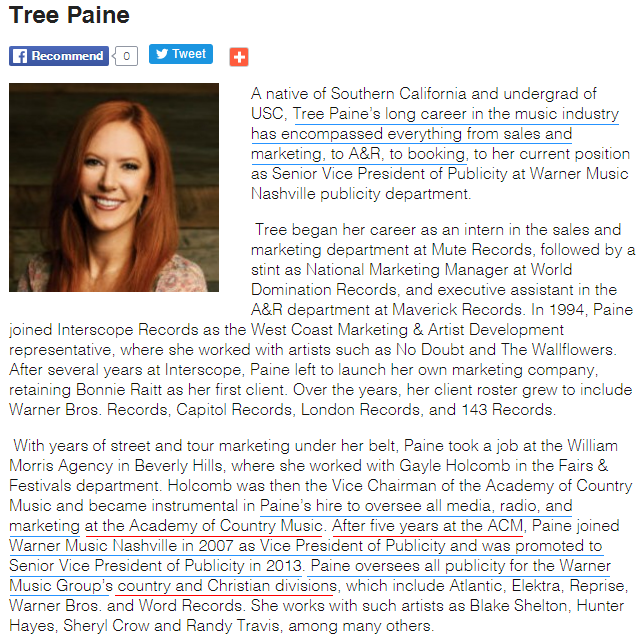 Tree Paine
Recommend 0 Tweet
A native of Southern California and undergrad of
USC, Tree Paine's long career in the music industry
has encompassed everything from sales and
marketing, to A&R, to booking, to her current position
as Senior Vice President of Publicity at Warner Music
Nashville publicity department.
Tree began her career as an intern in the sales and
marketing department at Mute Records, followed by a
stint as National Marketing Manager at World
Domination Records, and executive assistant in the
A&R department at Maverick Records. In 1994, Paine
joined Interscope Records as the West Coast Marketing & Artist Development
representative, where she worked with artists such as No Doubt and The Wallflowers.
After several years at Interscope, Paine left to launch her own marketing company,
retaining Bonnie Raitt as her first client. Over the years, her client roster grew to include
Warner Bros. Records, Capitol Records, London Records, and 143 Records.
With years of street and tour marketing under her belt, Paine took a job at the William
Morris Agency in Beverly Hills, where she worked with Gayle Holcomb in the Fairs &
Festivals department. Holcomb was then the Vice Chairman of the Academy of Country
Music and became instrumental in Paine's hire to oversee all media, radio, and
marketing at the Academy of Country Music. After five years at the ACM, Paine joined
Warner Music Nashville in 2007 as Vice President of Publicity and was promoted to
Senior Vice President of Publicity in 2013. Paine oversees all publicity for the Warner
Music Group's country and Christian divisions, which include Atlantic, Elektra, Reprise,
Warner Bros. and Word Records. She works with such artists as Blake Shelton, Hunter
Hayes, Sheryl Crow and Randy Travis, among many others.